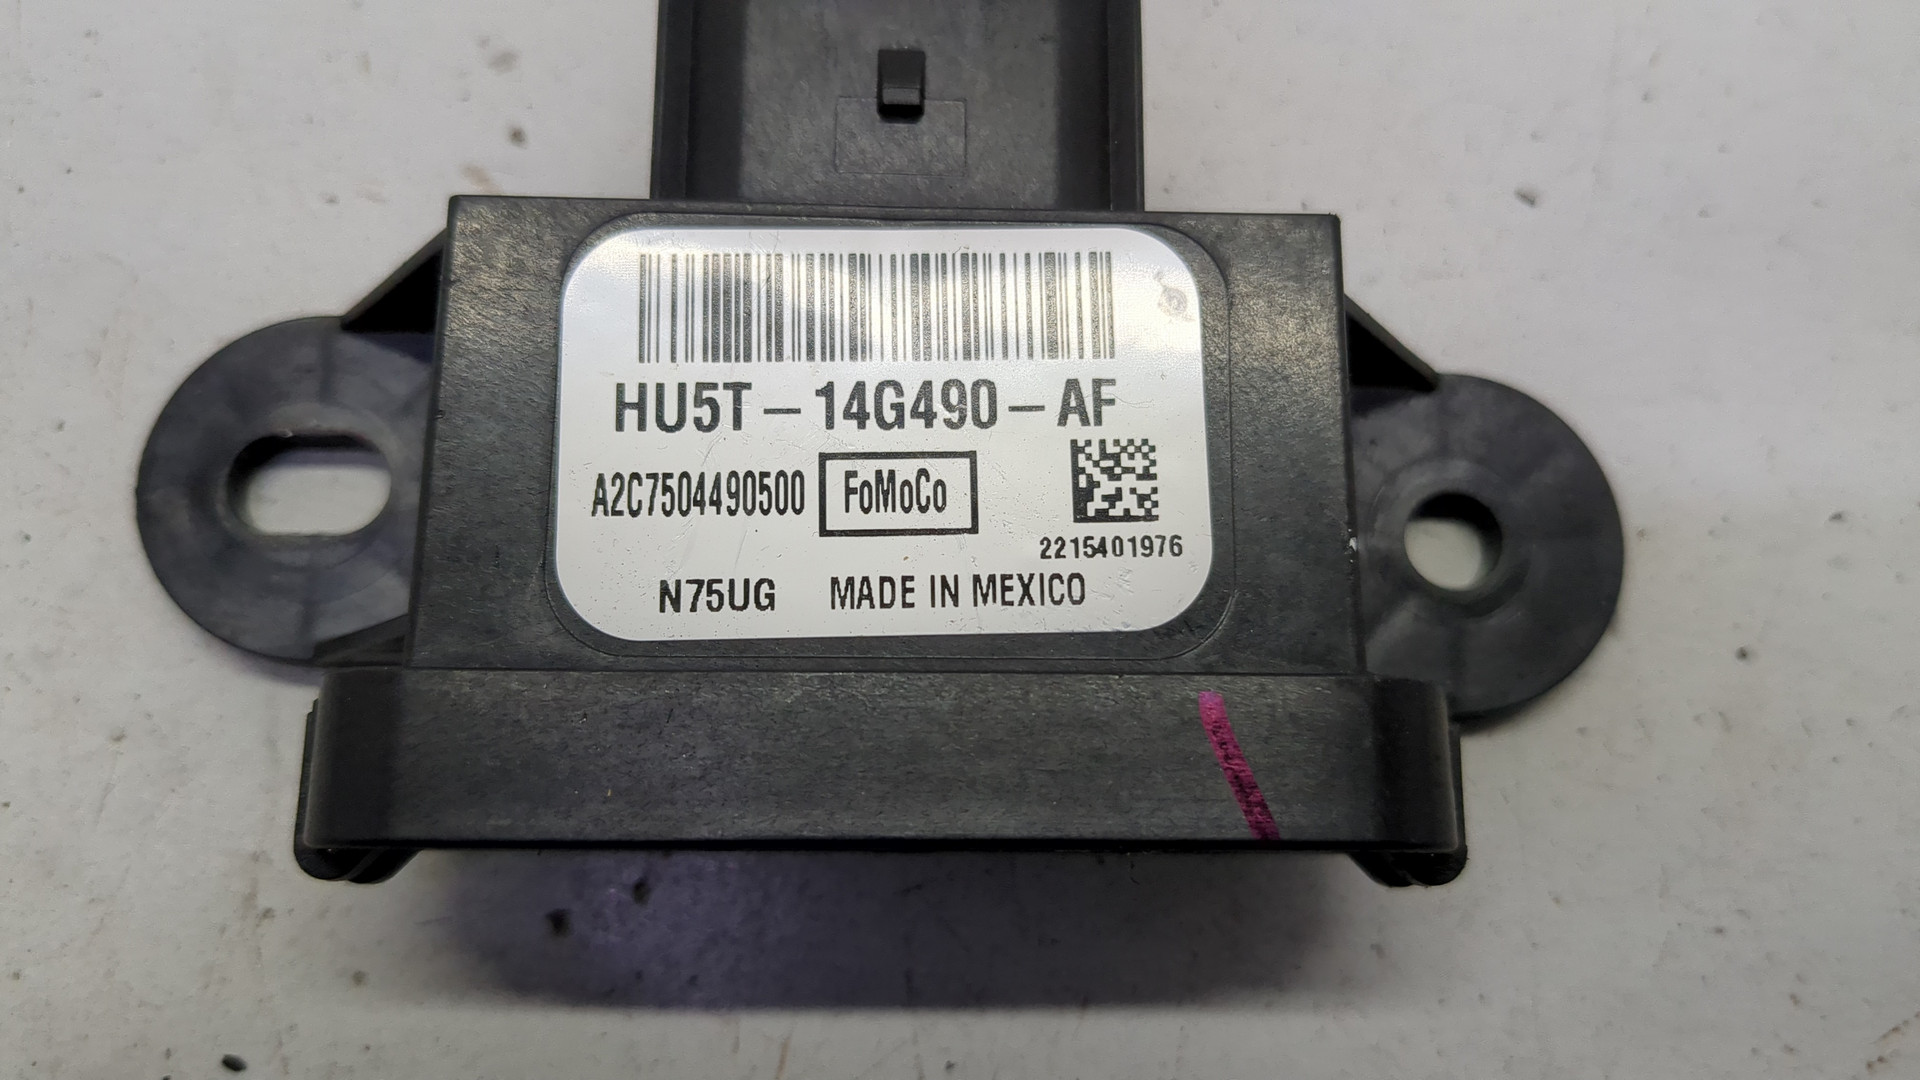 HU5T-14G490-AF
A2C7504490500 FoMoCo
2215401976
N75UG MADE IN MEXICO